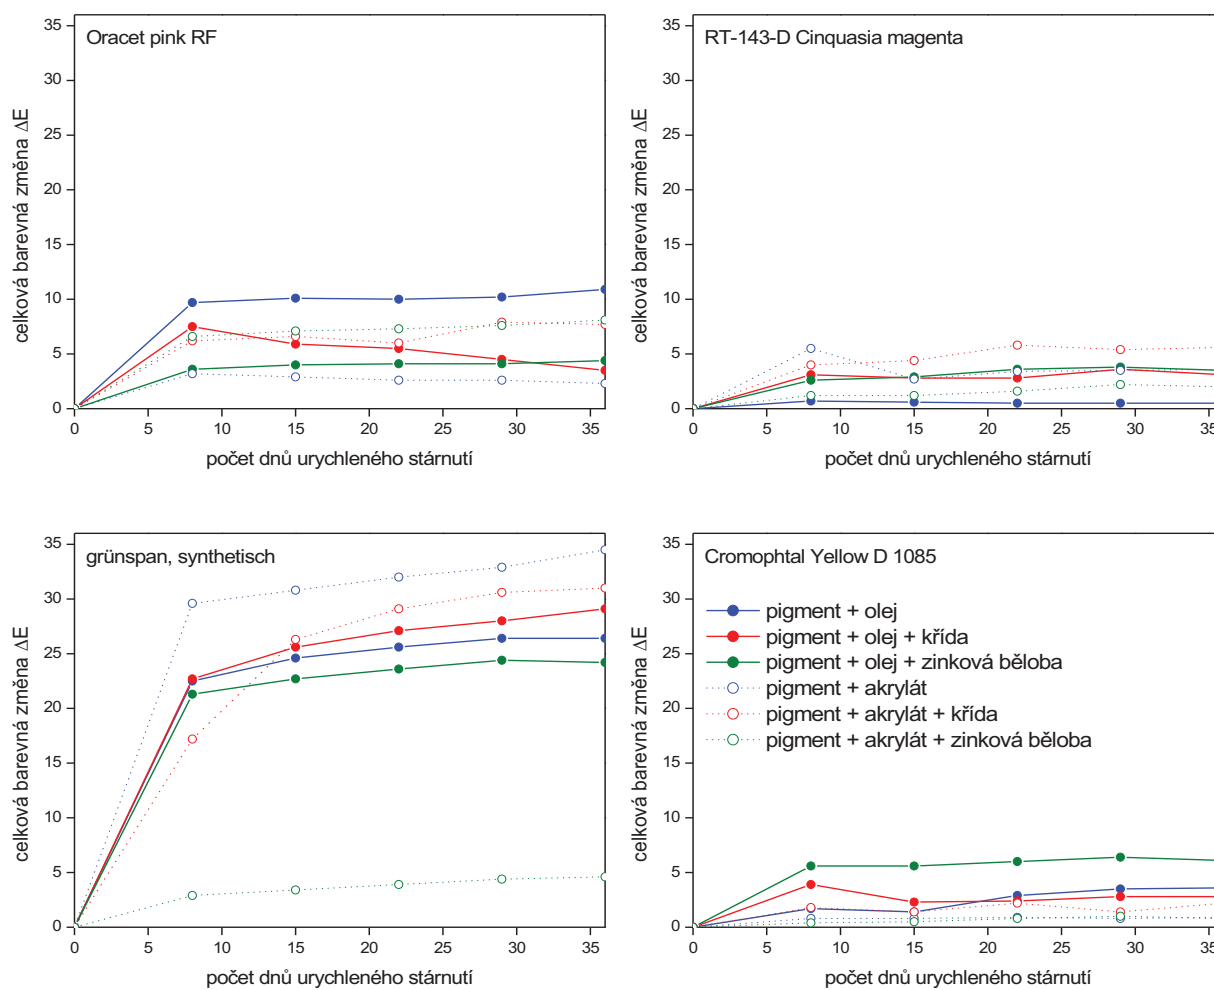 Oracet pink RF
celková barevná změna ΔE
35
30
25
20
15
10
5
0
0 5 10 15 20 25 30 35
počet dnů urychleného stárnutí
RT-143-D Cinquasia magenta
celková barevná změna ΔE
35
30
25
20
15
10
5
0
0 5 10 15 20 25 30 35
počet dnů urychleného stárnutí
grünspan, synthetisch
celková barevná změna ΔE
35
30
25
20
15
10
5
0
0 5 10 15 20 25 30 35
počet dnů urychleného stárnutí
Cromophtal Yellow D 1085
pigment + olej
pigment + olej + křída
pigment + olej + zinková běloba
pigment + akrylát
pigment + akrylát + křída
pigment + akrylát + zinková běloba
celková barevná změna ΔE
35
30
25
20
15
10
5
0
0 5 10 15 20 25 30 35
počet dnů urychleného stárnutí